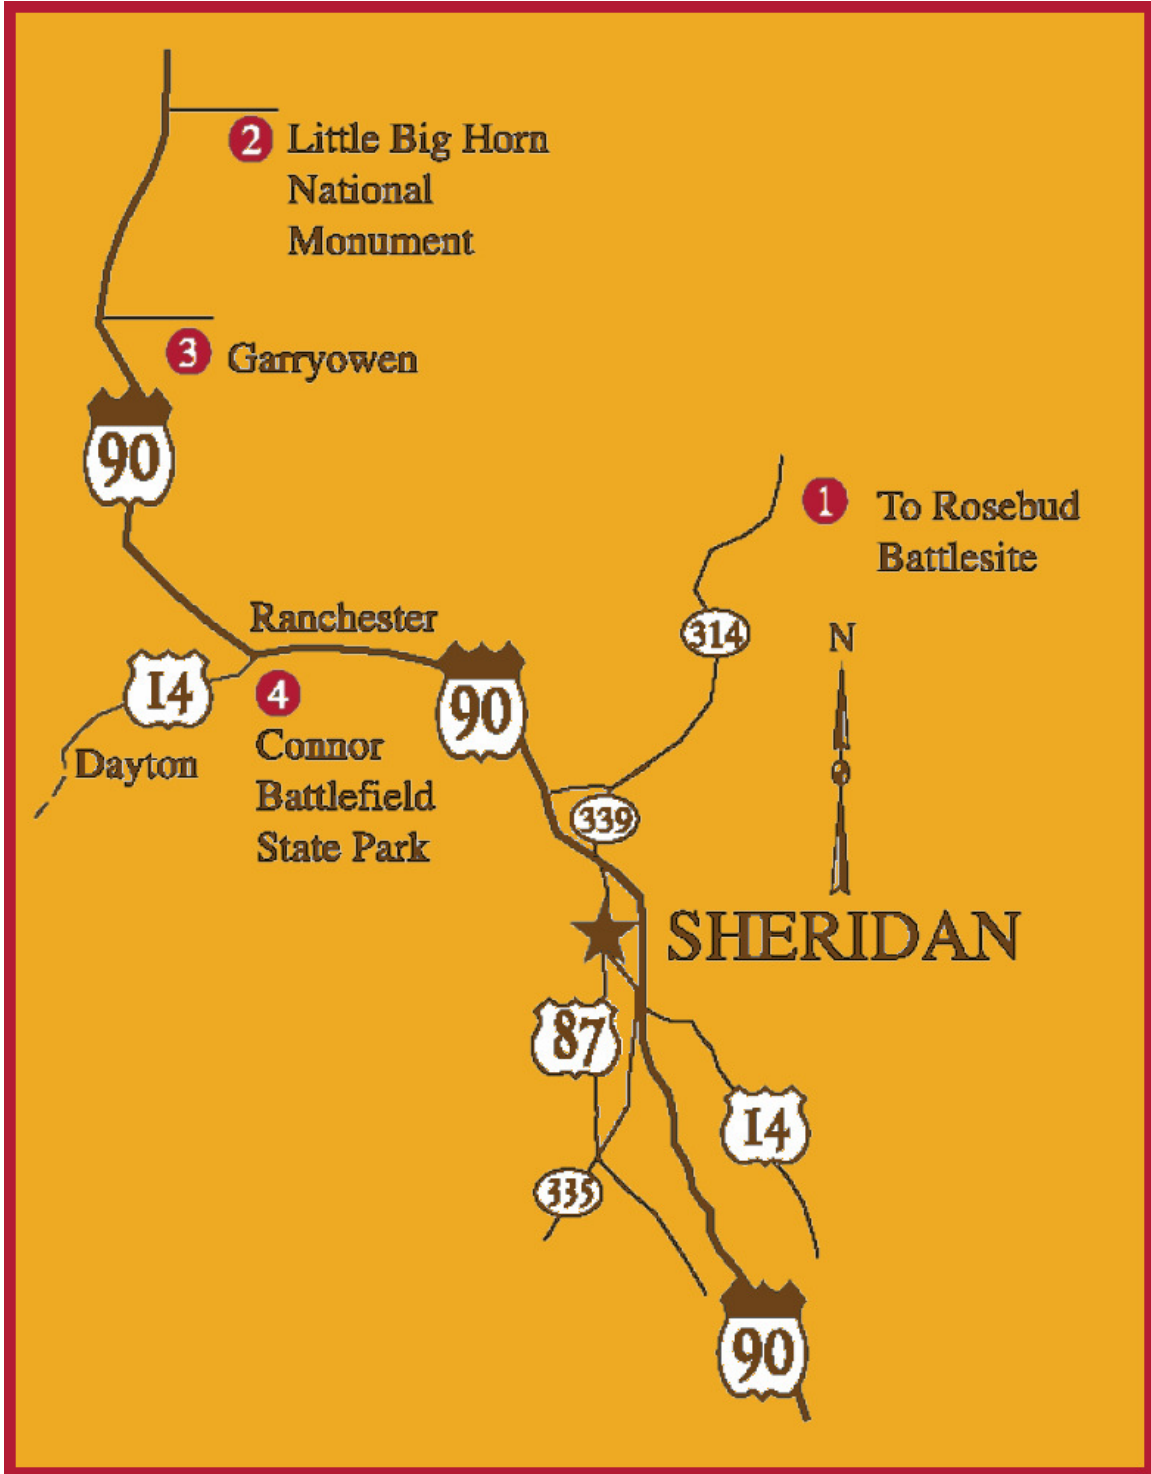 2 Little Big Horn
National
Monument
3 Garryowen
90
1 To Rosebud
Battlesite
Ranchester
314
N
14
90
4
Connor
Battlefield
State Park
Dayton
339
SHERIDAN
87
14
335
90